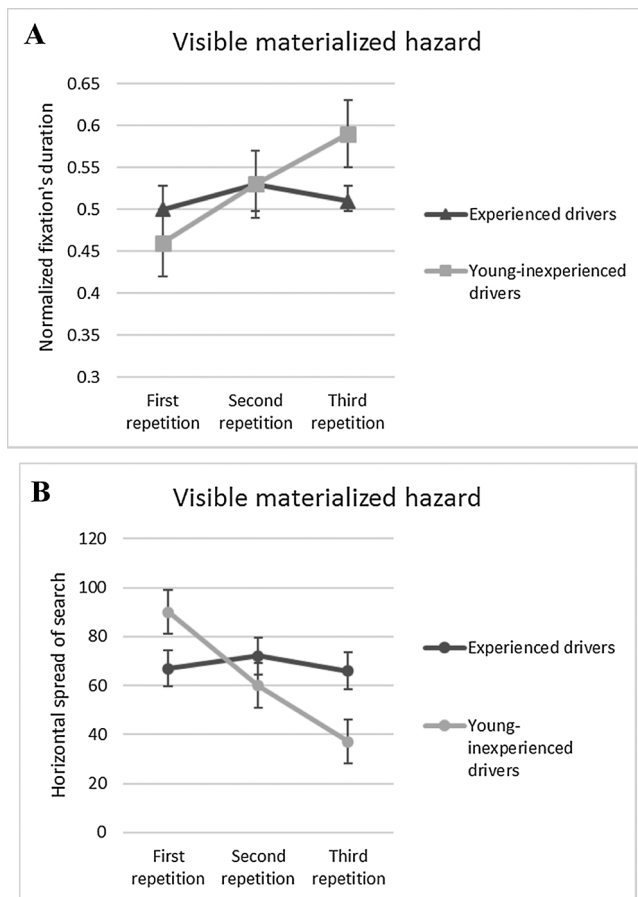 A
Visible materialized hazard
0.65
0.6
0.55
0.5
0.45
0.4
0.35
0.3
Normalized fixation's duration
First
repetition
Second
repetition
Third
repetition
Experienced drivers
Young-inexperienced
drivers
B
Visible materialized hazard
120
100
80
60
40
20
0
Horizontal spread of search
First
repetition
Second
repetition
Third
repetition
Experienced drivers
Young-
inexperienced
drivers